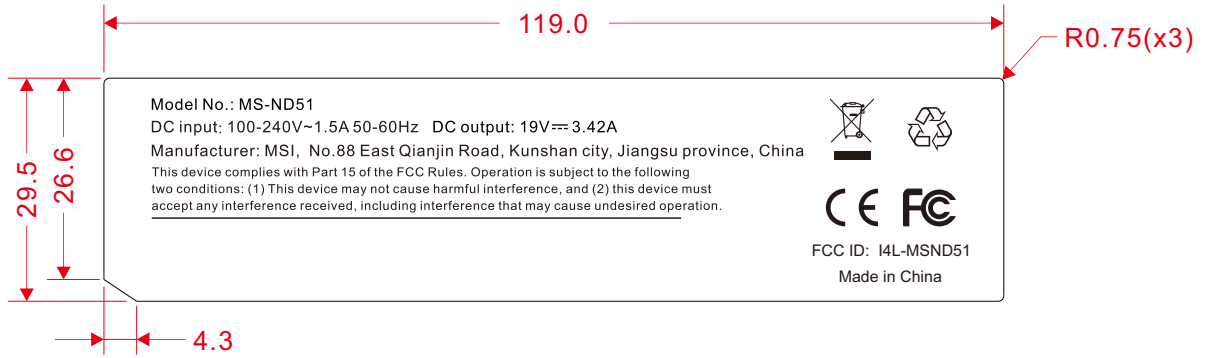 119.0
R0.75(x3)
29.5
26.6
Model No.: MS-ND51
DC input: 100-240V~1.5A 50-60Hz DC output: 19V⎓3.42A
Manufacturer: MSI, No.88 East Qianjin Road, Kunshan city, Jiangsu province, China
This device complies with Part 15 of the FCC Rules. Operation is subject to the following
two conditions: (1) This device may not cause harmful interference, and (2) this device must
accept any interference received, including interference that may cause undesired operation.
CE FC
FCC ID: I4L-MSND51
Made in China
4.3